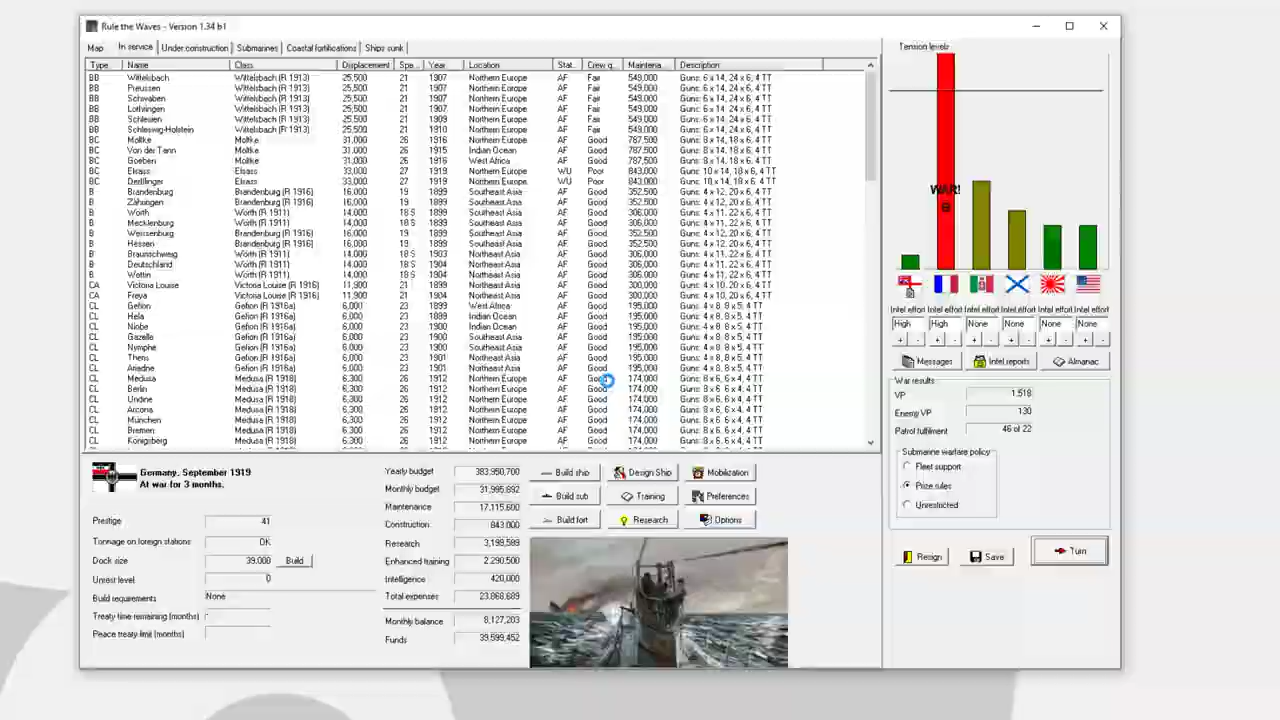 Rule the Waves - Version 1.34 b1
Map In service Under construction Submarines Coastal fortifications Ships sunk
Type Name Class Displacement Spe... Year Location Stat... Crew q... Maintena... Description
BB Wittelsbach Wittelsbach (R 1913) 25,500 21 1907 Northern Europe AF Fair 549,000 Guns: 6 x 14, 24 x 6, 4 TT
BB Preussen Wittelsbach (R 1913) 25,500 21 1907 Northern Europe AF Fair 549,000 Guns: 6 x 14, 24 x 6, 4 TT
BB Schwaben Wittelsbach (R 1913) 25,500 21 1907 Northern Europe AF Fair 549,000 Guns: 6 x 14, 24 x 6, 4 TT
BB Lothringen Wittelsbach (R 1913) 25,500 21 1907 Northern Europe AF Fair 549,000 Guns: 6 x 14, 24 x 6, 4 TT
BB Schlesien Wittelsbach (R 1913) 25,500 21 1909 Northern Europe AF Fair 549,000 Guns: 6 x 14, 24 x 6, 4 TT
BB Schleswig-Holstein Wittelsbach (R 1913) 25,500 21 1910 Northern Europe AF Fair 549,000 Guns: 6 x 14, 24 x 6, 4 TT
BC Moltke Moltke 31,000 26 1916 Northern Europe AF Good 787,500 Guns: 8 x 14, 18 x 6, 4 TT
BC Von der Tann Moltke 31,000 26 1915 Indian Ocean AF Good 787,500 Guns: 8 x 14, 18 x 6, 4 TT
BC Goeben Moltke 31,000 26 1916 West Africa AF Good 787,500 Guns: 8 x 14, 18 x 6, 4 TT
BC Elsass Elsass 33,000 27 1919 Northern Europe WU Poor 843,000 Guns: 10 x 14, 18 x 6, 4 TT
BC Derfflinger Elsass 33,000 27 1919 Northern Europe WU Poor 843,000 Guns: 10 x 14, 18 x 6, 4 TT
B Brandenburg Brandenburg (R 1916) 16,000 19 1899 Southeast Asia AF Good 352,500 Guns: 4 x 12, 20 x 6, 4 TT
B Zähringen Brandenburg (R 1916) 16,000 19 1899 Southeast Asia AF Good 352,500 Guns: 4 x 12, 20 x 6, 4 TT
B Wörth Wörth (R 1911) 14,000 18 S 1899 Southeast Asia AF Good 306,000 Guns: 4 x 11, 22 x 6, 4 TT
B Mecklenburg Wörth (R 1911) 14,000 18 S 1899 Southeast Asia AF Good 306,000 Guns: 4 x 11, 22 x 6, 4 TT
B Weissenburg Brandenburg (R 1916) 16,000 19 1899 Southeast Asia AF Good 352,500 Guns: 4 x 12, 20 x 6, 4 TT
B Hessen Brandenburg (R 1916) 16,000 19 1899 Southeast Asia AF Good 352,500 Guns: 4 x 12, 20 x 6, 4 TT
B Braunschweig Wörth (R 1911) 14,000 18 S 1903 Southeast Asia AF Good 306,000 Guns: 4 x 11, 22 x 6, 4 TT
B Deutschland Wörth (R 1911) 14,000 18 S 1904 Southeast Asia AF Good 306,000 Guns: 4 x 11, 22 x 6, 4 TT
B Wettin Wörth (R 1911) 14,000 18 S 1904 Southeast Asia AF Good 306,000 Guns: 4 x 11, 22 x 6, 4 TT
CA Victoria Louise Victoria Louise (R 1916) 11,900 21 1899 Southeast Asia AF Good 300,000 Guns: 4 x 10, 20 x 6, 4 TT
CA Freya Victoria Louise (R 1916) 11,900 21 1904 Southeast Asia AF Good 300,000 Guns: 4 x 10, 20 x 6, 4 TT
CL Gefion Gefion (R 1916a) 6,000 23 1899 West Africa AF Good 195,000 Guns: 4 x 8, 8 x 5, 4 TT
CL Hela Gefion (R 1916a) 6,000 23 1899 Indian Ocean AF Good 195,000 Guns: 4 x 8, 8 x 5, 4 TT
CL Niobe Gefion (R 1916a) 6,000 23 1900 Indian Ocean AF Good 195,000 Guns: 4 x 8, 8 x 5, 4 TT
CL Gazelle Gefion (R 1916a) 6,000 23 1900 Southeast Asia AF Good 195,000 Guns: 4 x 8, 8 x 5, 4 TT
CL Nymphe Gefion (R 1916a) 6,000 23 1900 Southeast Asia AF Good 195,000 Guns: 4 x 8, 8 x 5, 4 TT
CL Thetis Gefion (R 1916a) 6,000 23 1901 Northeast Asia AF Good 195,000 Guns: 4 x 8, 8 x 5, 4 TT
CL Ariadne Gefion (R 1916a) 6,000 23 1901 Southeast Asia AF Good 195,000 Guns: 4 x 8, 8 x 5, 4 TT
CL Medusa Medusa (R 1918) 6,300 26 1912 Northern Europe AF Good 174,000 Guns: 8 x 6, 6 x 4, 4 TT
CL Berlin Medusa (R 1918) 6,300 26 1912 Northern Europe AF Good 174,000 Guns: 8 x 6, 6 x 4, 4 TT
CL Undine Medusa (R 1918) 6,300 26 1912 Northern Europe AF Good 174,000 Guns: 8 x 6, 6 x 4, 4 TT
CL Arcona Medusa (R 1918) 6,300 26 1912 Northern Europe AF Good 174,000 Guns: 8 x 6, 6 x 4, 4 TT
CL München Medusa (R 1918) 6,300 26 1912 Northern Europe AF Good 174,000 Guns: 8 x 6, 6 x 4, 4 TT
CL Bremen Medusa (R 1918) 6,300 26 1912 Northern Europe AF Good 174,000 Guns: 8 x 6, 6 x 4, 4 TT
CL Königsberg Medusa (R 1918) 6,300 26 1912 Northern Europe AF Good 174,000 Guns: 8 x 6, 6 x 4, 4 TT
Germany, September 1919
At war for 3 months.
Prestige 41
Tonnage on foreign stations OK
Dock size 39,000 Build
Unrest level 0
Build requirements None
Treaty time remaining (months) -
Peace treaty limit (months)
Yearly budget 383,950,700
Monthly budget 31,995,892
Maintenance 17,115,600
Construction 843,000
Research 3,199,589
Enhanced training 2,290,500
Intelligence 420,000
Total expenses 23,868,689
Monthly balance 8,127,203
Funds 39,599,452
Build ship Design Ship Mobilization
Build sub Training Preferences
Build fort Research Options
Tension levels
WAR!
Intel effort Intel effort Intel effort Intel effort Intel effort Intel effort
High High None None None None
+ - + - + - + - + - + -
Messages Intel reports Almanac
War results
VP 1,518
Enemy VP 130
Patrol fulfilment 46 of 22
Submarine warfare policy
Fleet support
Prize rules
Unrestricted
Resign Save Turn